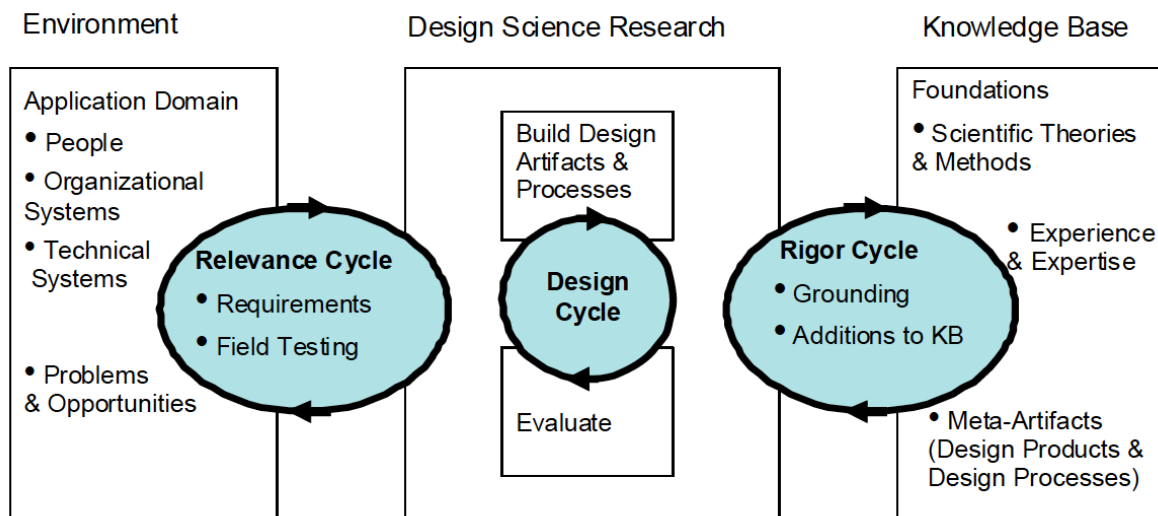 Environment
Design Science Research
Knowledge Base
Application Domain
• People
• Organizational
Systems
• Technical
Systems
• Problems
& Opportunities
Relevance Cycle
• Requirements
• Field Testing
Build Design
Artifacts &
Processes
Design
Cycle
Evaluate
Rigor Cycle
• Grounding
• Additions to KB
Foundations
• Scientific Theories
& Methods
• Experience
& Expertise
• Meta-Artifacts
(Design Products &
Design Processes)